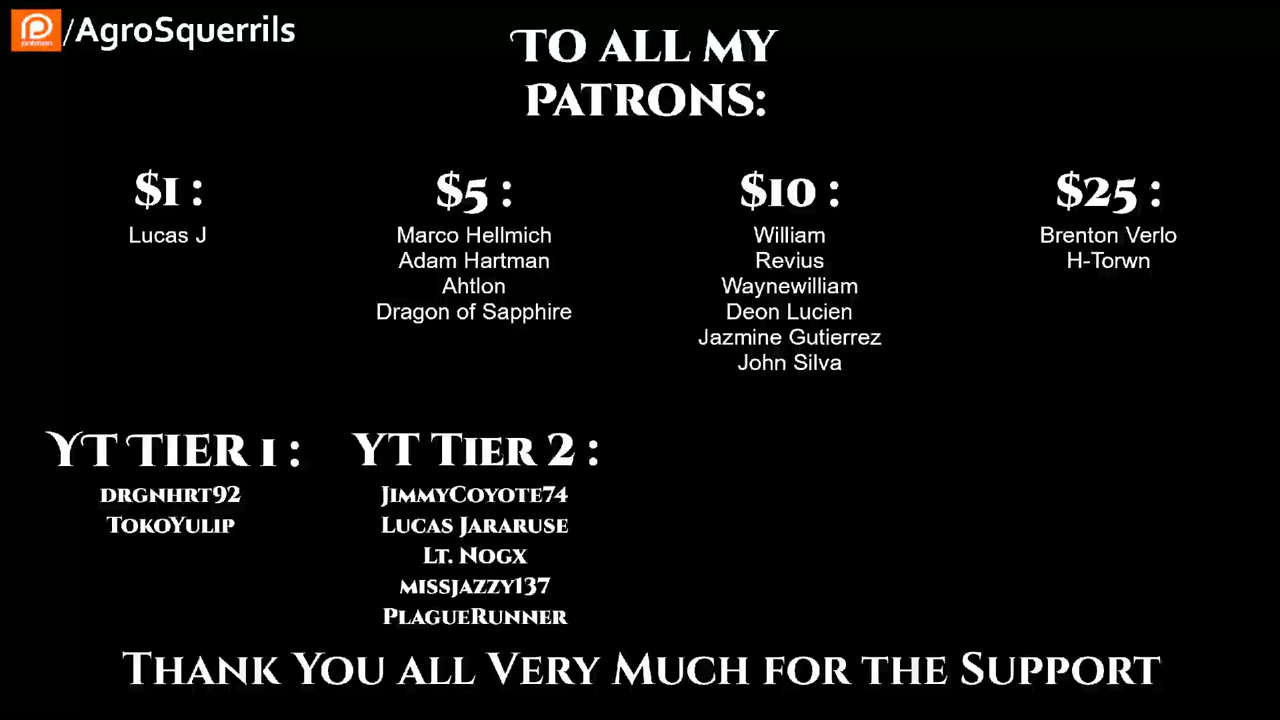 patreon
/AgroSquerrils
To all my
Patrons:
$1 :
Lucas J
$5 :
Marco Hellmich
Adam Hartman
Ahtlon
Dragon of Sapphire
$10 :
William
Revius
Waynewilliam
Deon Lucien
Jazmine Gutierrez
John Silva
$25 :
Brenton Verlo
H-Torwn
YT Tier 1 :
drgnhrt92
TokoYulip
YT Tier 2 :
JimmyCoyote74
Lucas Jararuse
Lt. Nogx
missjazzy137
PlagueRunner
Thank You all Very Much for the Support